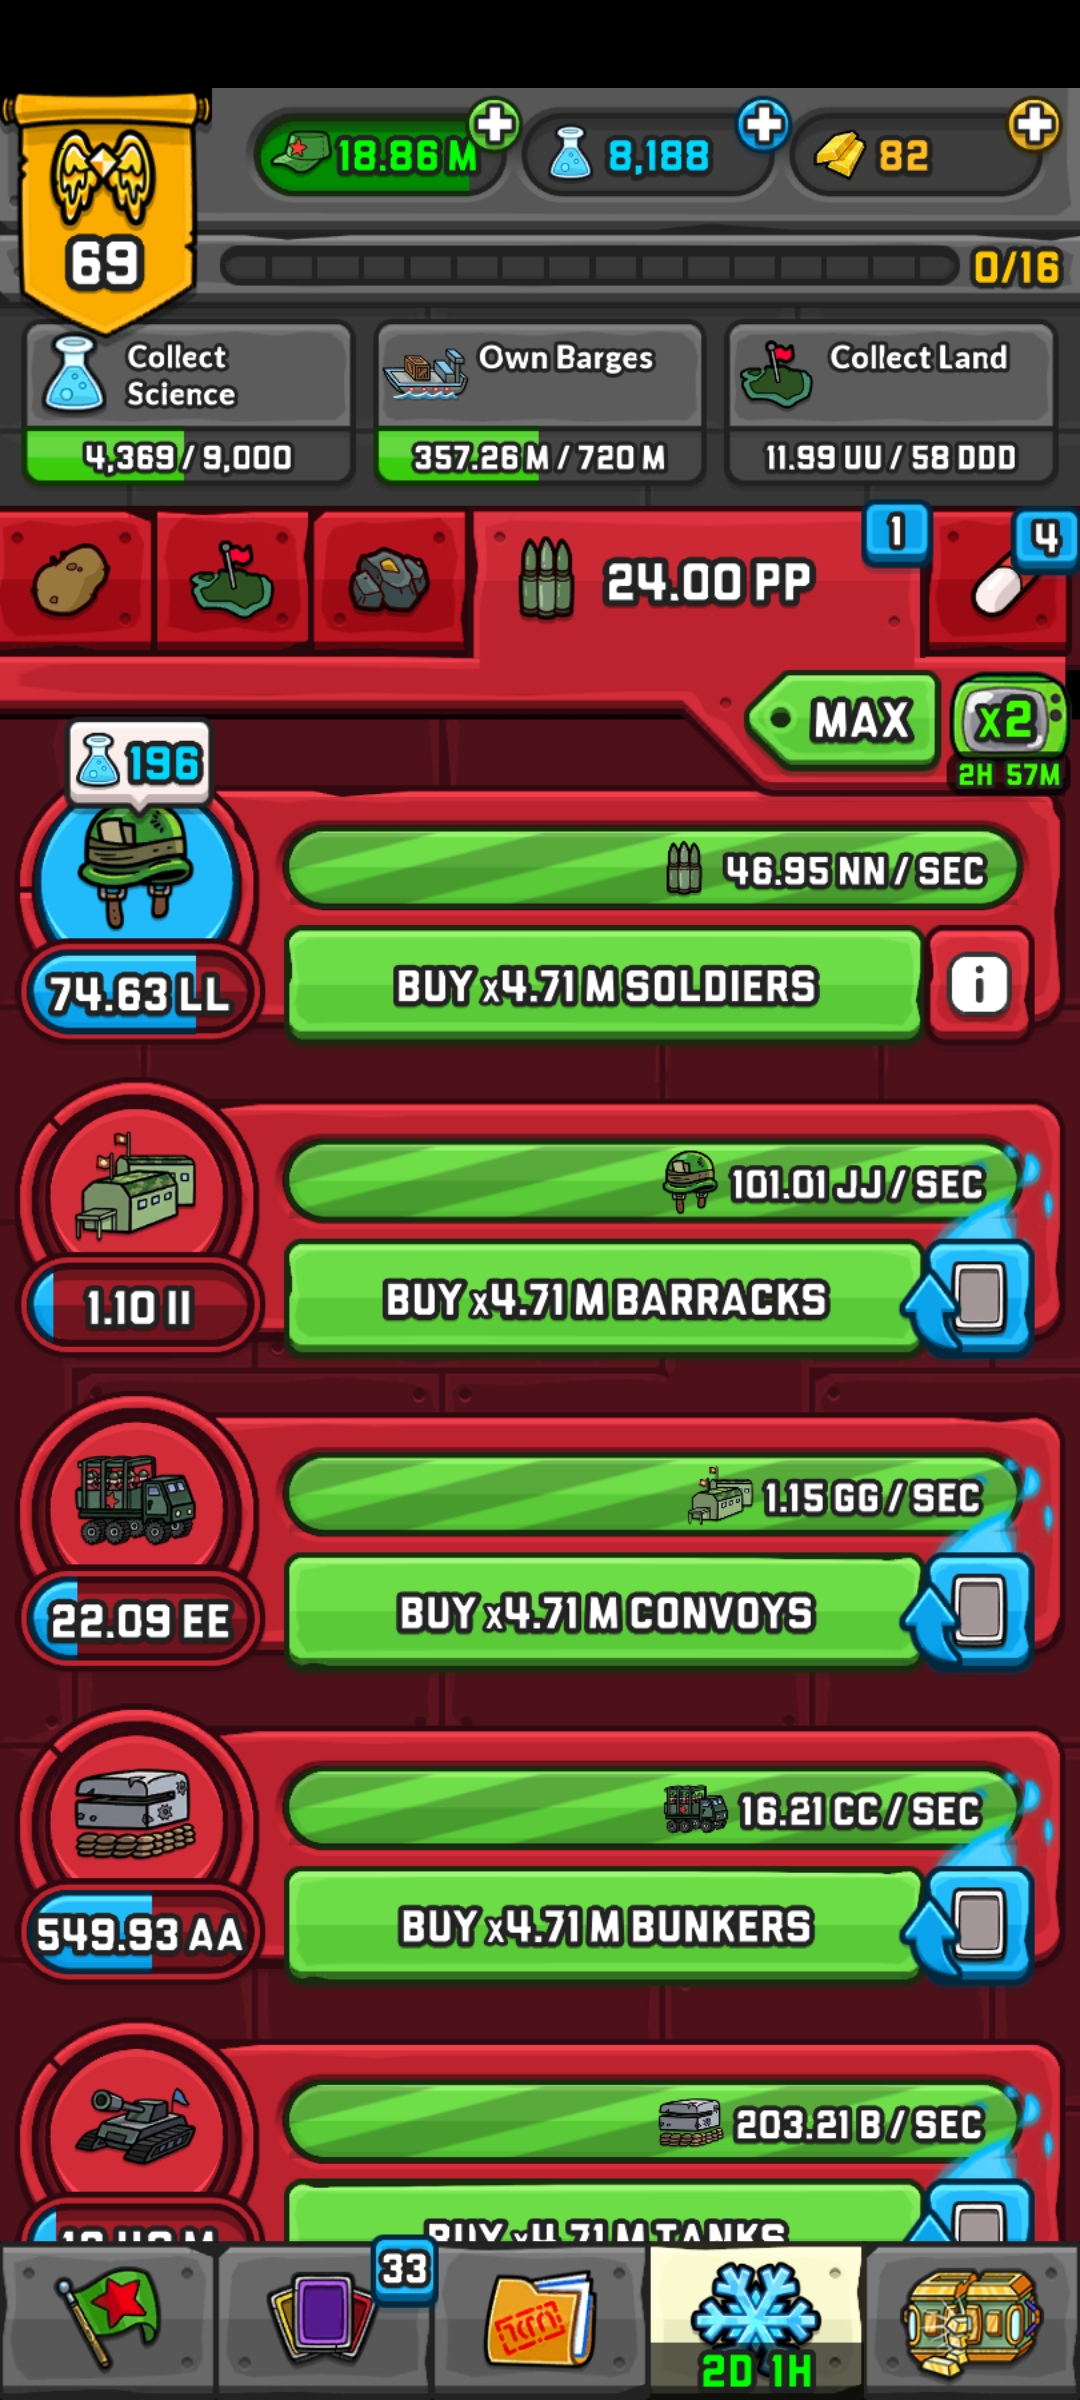 18.86 M
8,188
82
69
0/16
Collect
Science
4,369 / 9,000
Own Barges
357.26 M / 720 M
Collect Land
11.99 UU / 58 DDD
24.00 PP
1
4
MAX
x2
2H 57M
196
46.95 NN / SEC
74.63 LL
BUY x4.71 M SOLDIERS
i
101.01 JJ / SEC
1.10 II
BUY x4.71 M BARRACKS
1.15 GG / SEC
22.09 EE
BUY x4.71 M CONVOYS
16.21 CC / SEC
549.93 AA
BUY x4.71 M BUNKERS
203.21 B / SEC
BUY x4.71 M TANKS
33
2D 1H